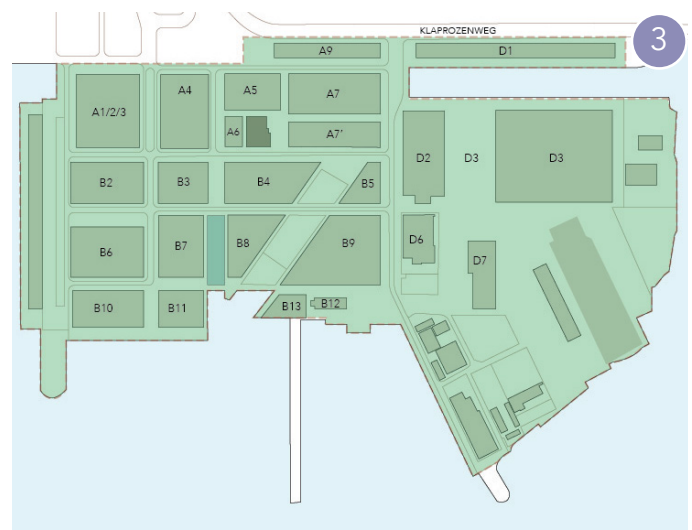 KLAPROZENWEG
3
A9
D1
A1/2/3
A4
A5
A7
A6
A7'
D2
D3
D3
B2
B3
B4
B5
B6
B7
B8
B9
D6
D7
B10
B11
B13
B12